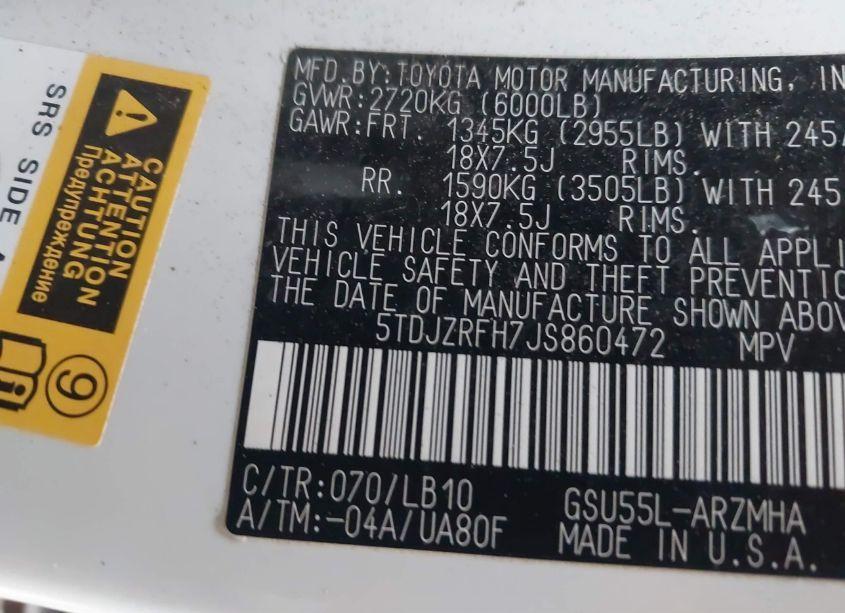 SRS SIDE
CAUTION
ATTENTION
ACHTUNG
Предупреждение
9
MFD.BY:TOYOTA MOTOR MANUFACTURING, IN
GVWR:2720KG (6000LB)
GAWR:FRT. 1345KG (2955LB) WITH 245
18X7.5J RIMS.
RR. 1590KG (3505LB) WITH 245
18X7.5J RIMS.
THIS VEHICLE CONFORMS TO ALL APPLI
VEHICLE SAFETY AND THEFT PREVENTIO
THE DATE OF MANUFACTURE SHOWN ABOV
5TDJZRFH7JS860472 MPV
C/TR:070/LB10 GSU55L-ARZMHA
A/TM:-04A/UA80F MADE IN U.S.A.